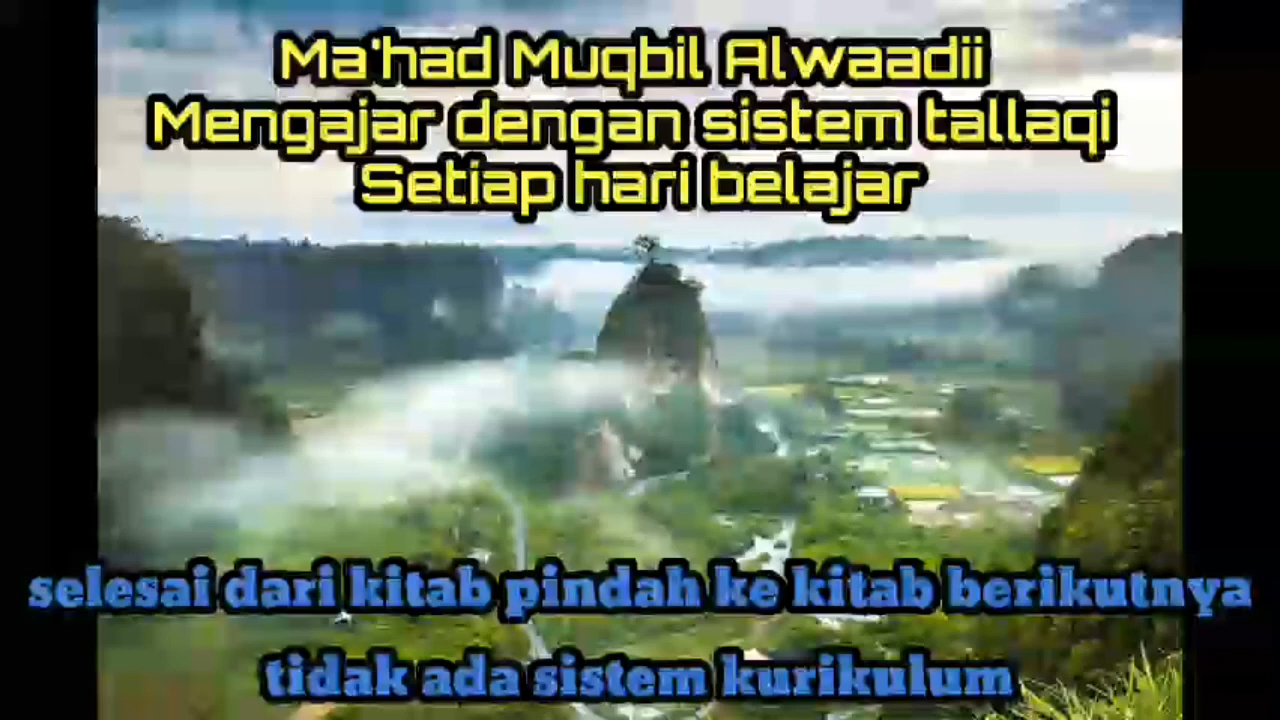 Ma'had Muqbil Alwaadii
Mengajar dengan sistem tallaqi
Setiap hari belajar
selesai dari kitab pindah ke kitab berikutnya
tidak ada sistem kurikulum